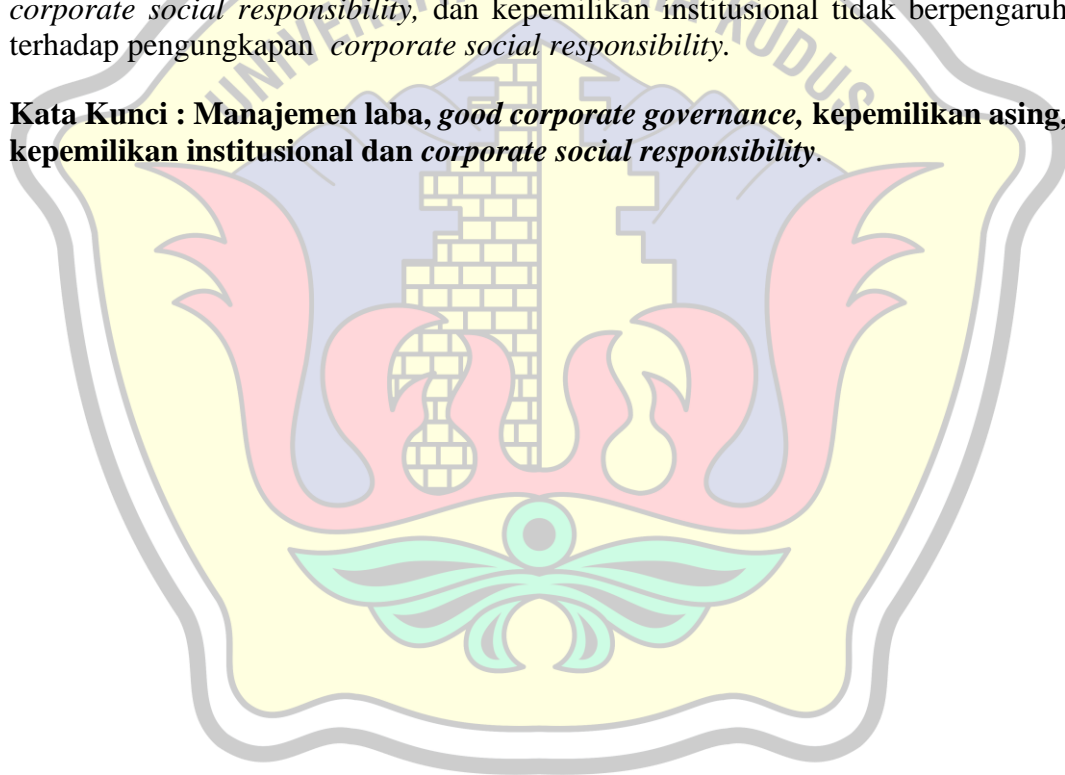 corporate social responsibility, dan kepemilikan institusional tidak berpengaruh
terhadap pengungkapan corporate social responsibility.
Kata Kunci : Manajemen laba, good corporate governance, kepemilikan asing,
kepemilikan institusional dan corporate social responsibility.
KUDUS